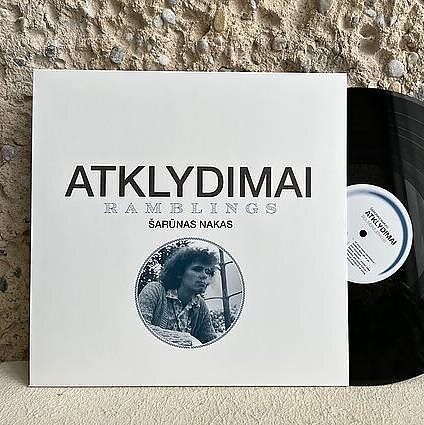 ATKLYDIMAI
RAMBLINGS
ŠARŪNAS NAKAS
ATKLYDIMAI